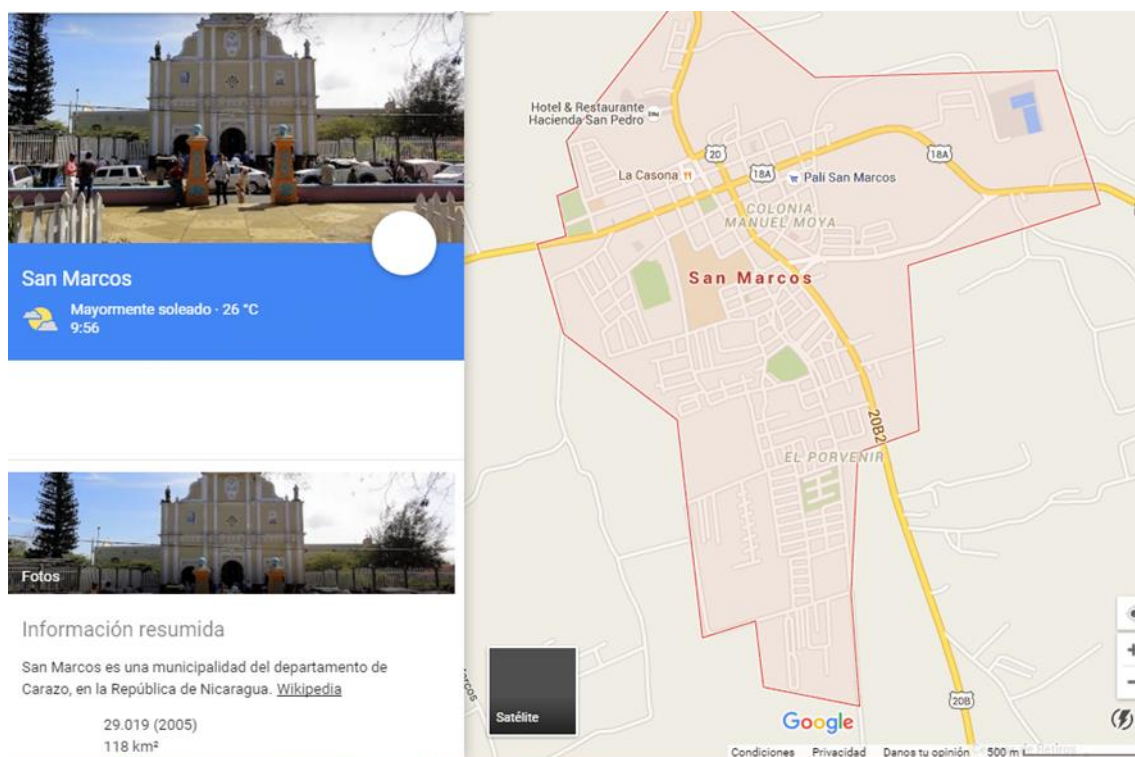 San Marcos
Mayormente soleado · 26 °C
9:56
Fotos
Información resumida
San Marcos es una municipalidad del departamento de
Carazo, en la República de Nicaragua. Wikipedia
29.019 (2005)
118 km²
Hotel & Restaurante
Hacienda San Pedro
20
18A
La Casona
18A
Pali San Marcos
COLONIA
MANUEL MOYA
San Marcos
20B2
EL PORVENIR
20B
Satélite
Google
Condiciones
Privacidad
Danos tu opinión
500 m